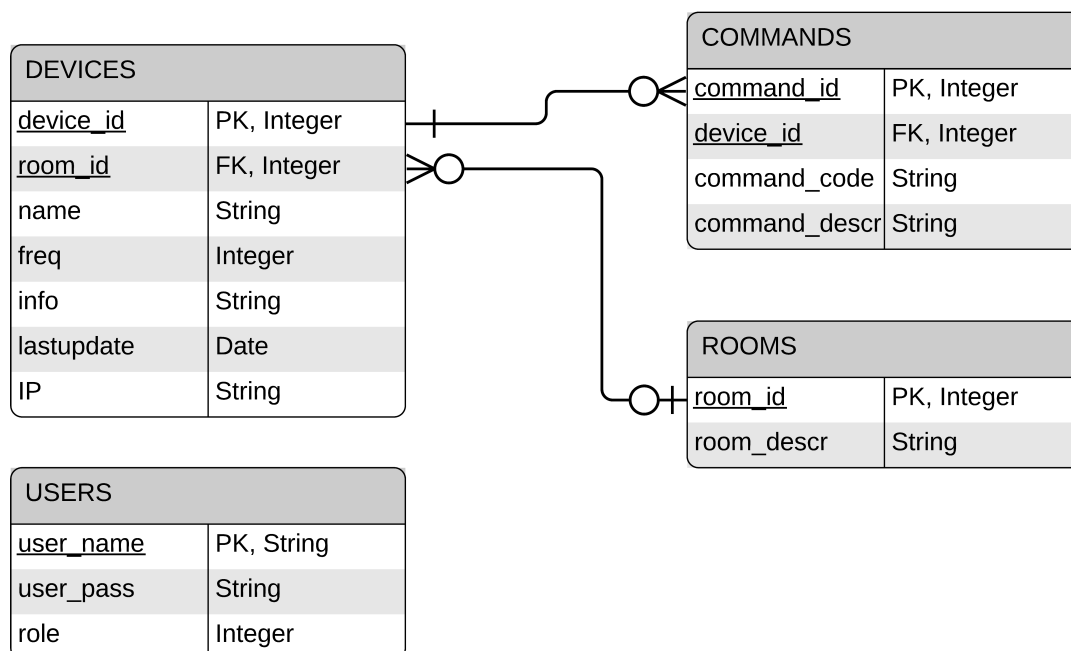 DEVICES
device_id PK, Integer
room_id FK, Integer
name String
freq Integer
info String
lastupdate Date
IP String
COMMANDS
command_id PK, Integer
device_id FK, Integer
command_code String
command_descr String
ROOMS
room_id PK, Integer
room_descr String
USERS
user_name PK, String
user_pass String
role Integer